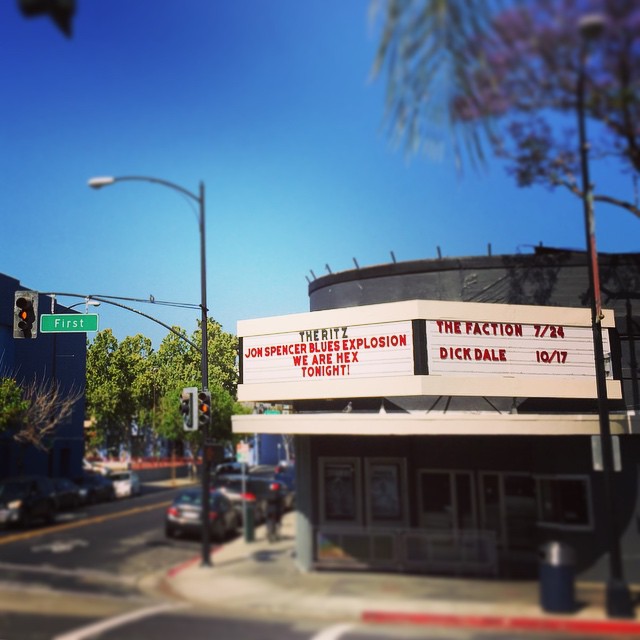 First
THE RITZ
JON SPENCER BLUES EXPLOSION
WE ARE HEX
TONIGHT!
THE FACTION 7/24
DICK DALE 10/17